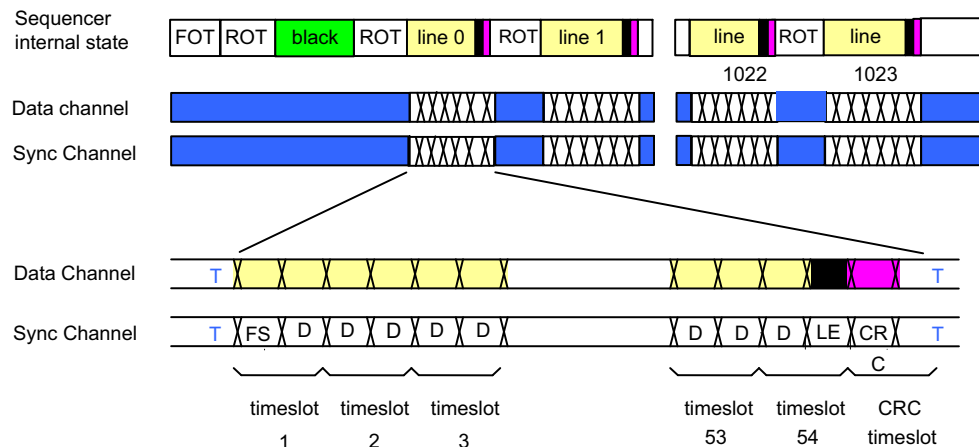 Sequencer
internal state
FOT ROT black ROT line 0 ROT line 1 line ROT line
1022 1023
Data channel
Sync Channel
Data Channel T T
Sync Channel T FS D D D D D D D D LE CR T
C
timeslot timeslot timeslot timeslot timeslot CRC
1 2 3 53 54 timeslot